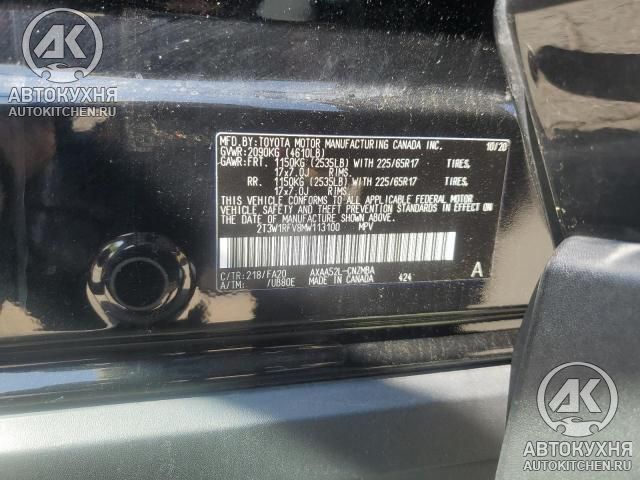 AK
АВТОКУХНЯ
AUTOKITCHEN.RU
MFD. BY:TOYOTA MOTOR MANUFACTURING CANADA INC. 10/20
GVWR:2090KG (4610LB)
GAWR:FRT. 1150KG (2535LB) WITH 225/65R17 TIRES,
17x7.0J RIMS,
RR. 1150KG (2535LB) WITH 225/65R17 TIRES,
17x7.0J RIMS,
THIS VEHICLE CONFORMS TO ALL APPLICABLE FEDERAL MOTOR
VEHICLE SAFETY AND THEFT PREVENTION STANDARDS IN EFFECT
ON THE DATE OF MANUFACTURE SHOWN ABOVE.
2T3W1RFV8MW113100 MPV
C/TR:218/FA20 AXAA52L-CNZMBA A
A/TM: /UB80E MADE IN CANADA 424
AK
АВТОКУХНЯ
AUTOKITCHEN.RU